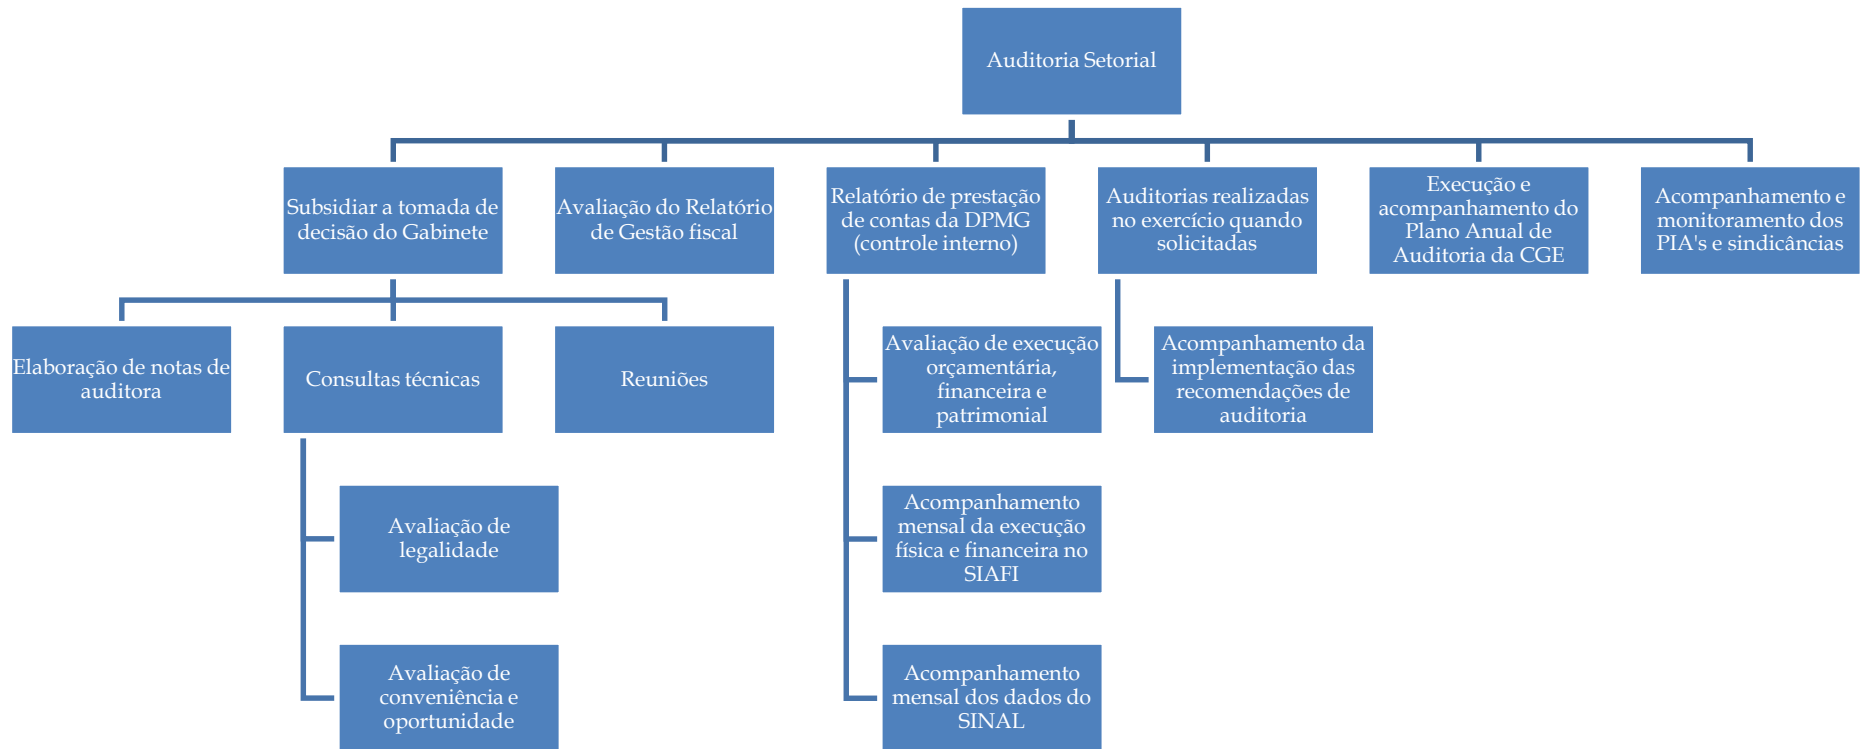 Auditoria Setorial
Subsidiar a tomada de
decisão do Gabinete
Avaliação do Relatório
de Gestão fiscal
Relatório de prestação
de contas da DPMG
(controle interno)
Auditorias realizadas
no exercício quando
solicitadas
Execução e
acompanhamento do
Plano Anual de
Auditoria da CGE
Acompanhamento e
monitoramento dos
PIA's e sindicâncias
Elaboração de notas de
auditora
Consultas técnicas
Reuniões
Avaliação de execução
orçamentária,
financeira e
patrimonial
Acompanhamento da
implementação das
recomendações de
auditoria
Avaliação de
legalidade
Acompanhamento
mensal da execução
física e financeira no
SIAFI
Avaliação de
conveniência e
oportunidade
Acompanhamento
mensal dos dados do
SINAL